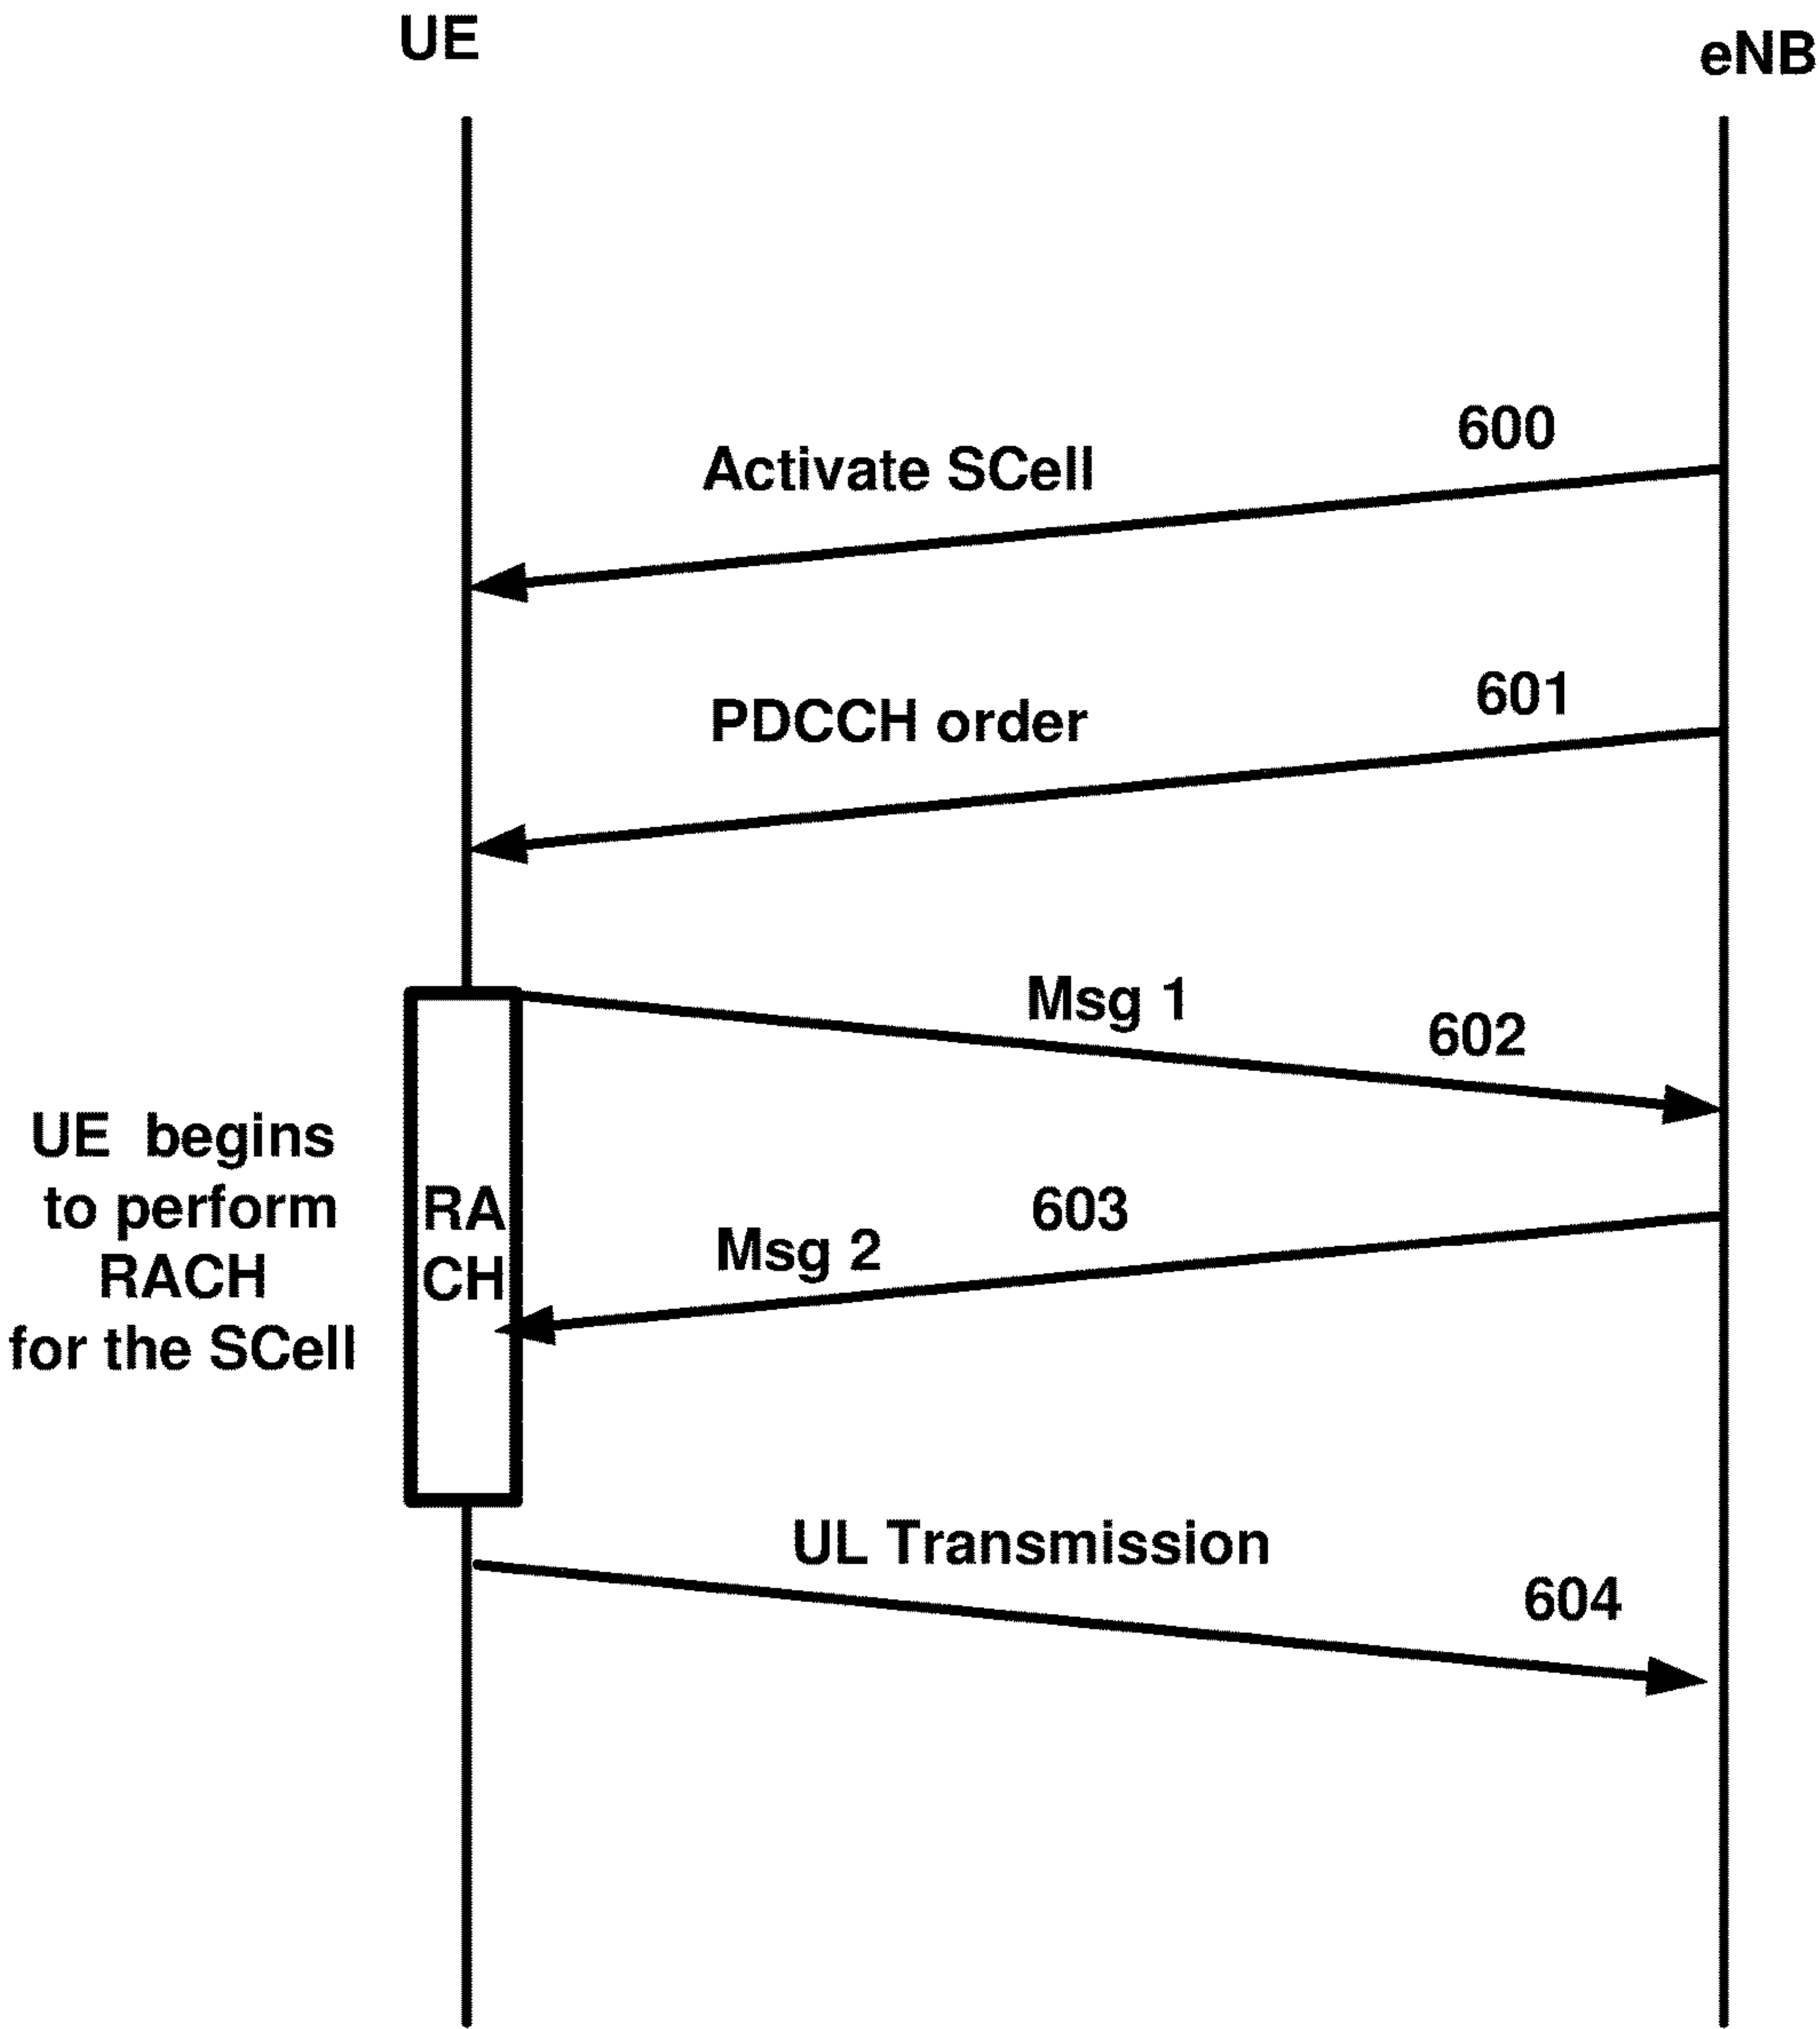 UE
eNB
600
Activate SCell
601
PDCCH order
Msg 1
602
UE begins
to perform
RACH
for the SCell
RA
CH
603
Msg 2
UL Transmission
604